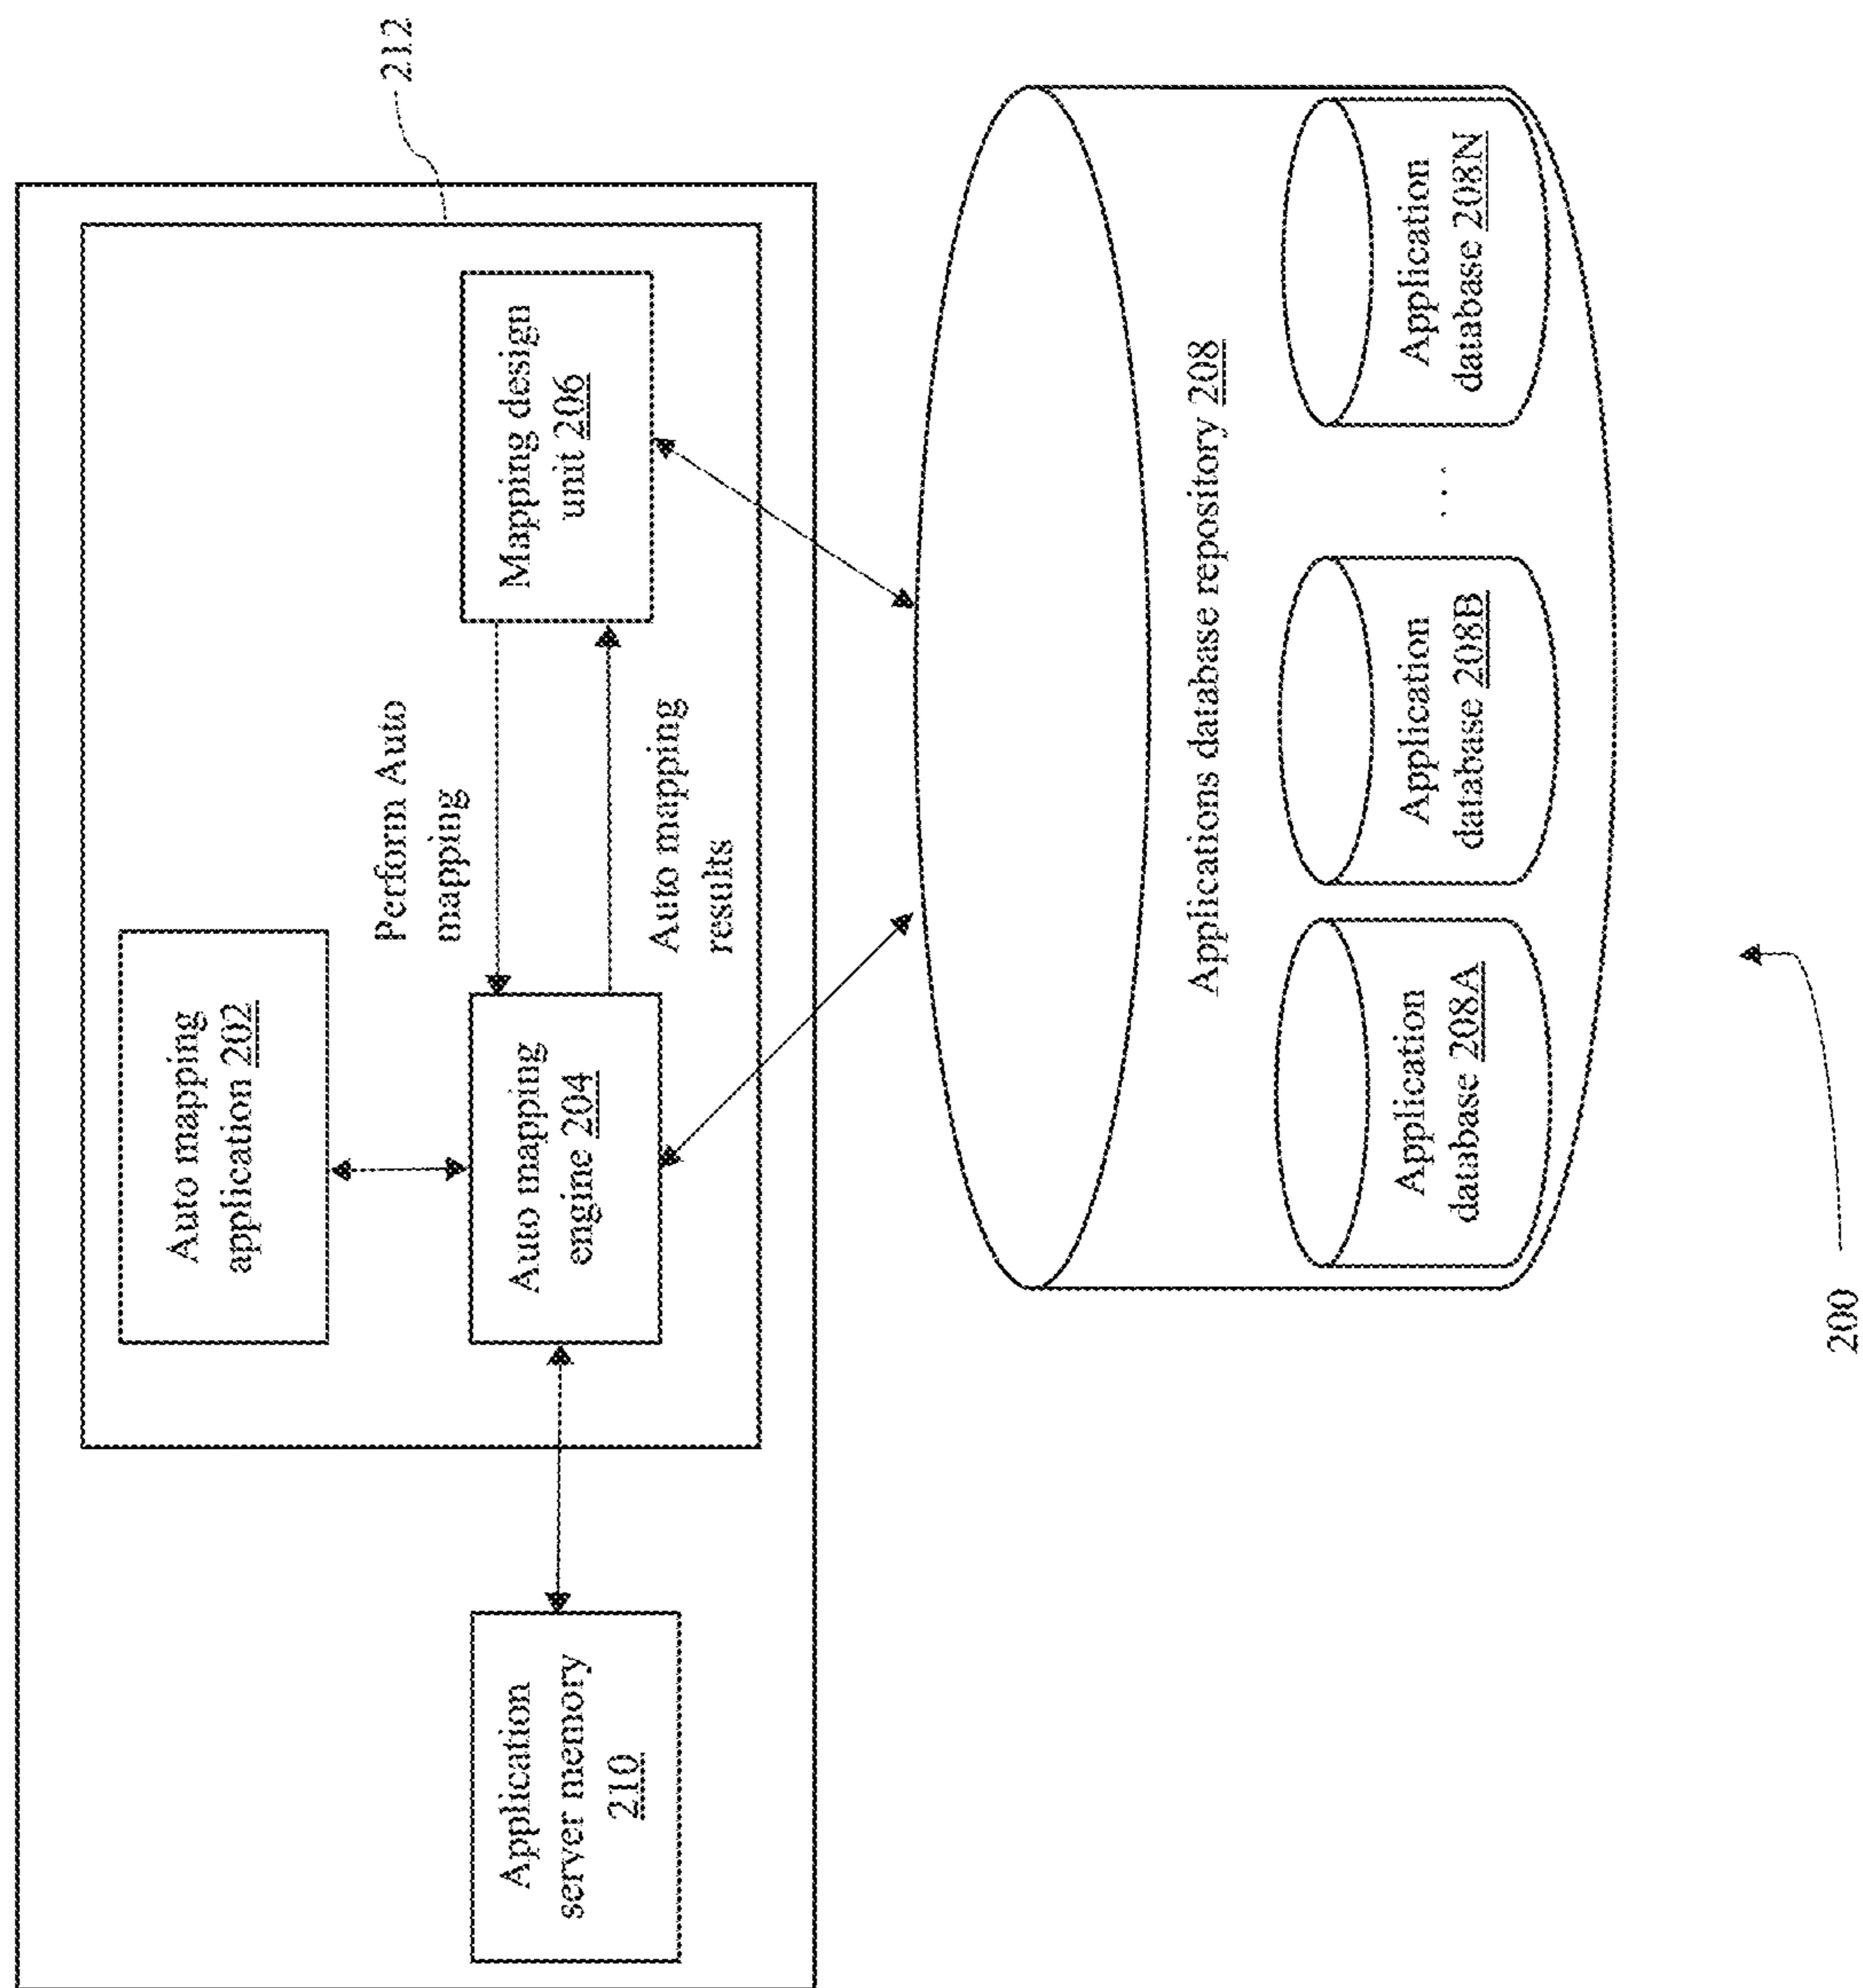 212
Auto mapping
application 202
Perform Auto
mapping
Application
server memory
210
Auto mapping
engine 204
Mapping design
unit 206
Auto mapping
results
Applications database repository 208
Application
database 208A
Application
database 208B
...
Application
database 208N
200